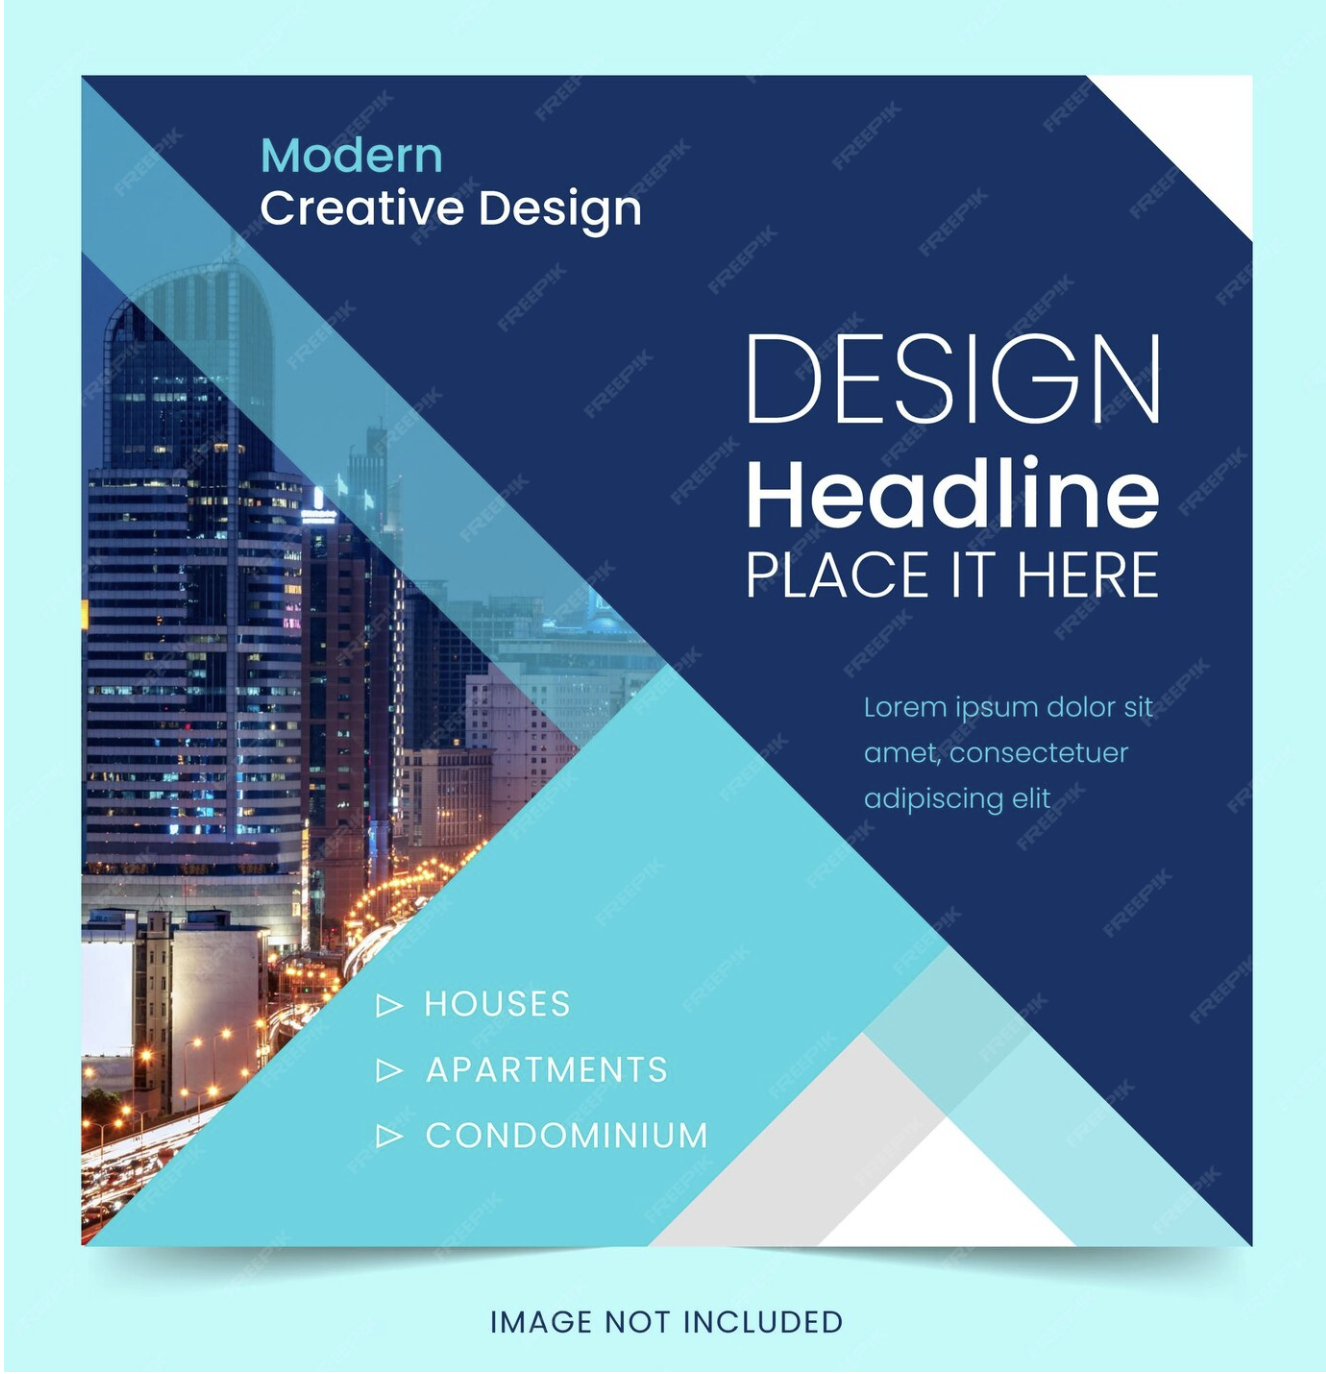 Modern
Creative Design
DESIGN
Headline
PLACE IT HERE
Lorem ipsum dolor sit
amet, consectetuer
adipiscing elit
HOUSES
APARTMENTS
CONDOMINIUM
IMAGE NOT INCLUDED
FREEPIK